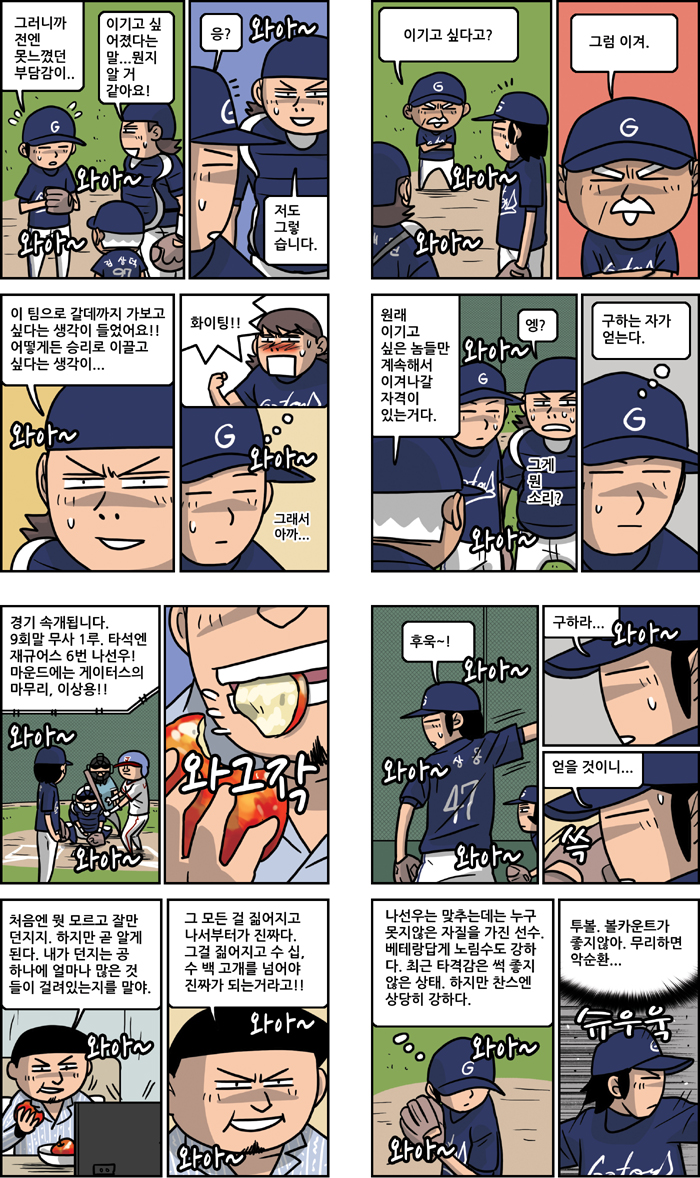 그러니까
전엔
못느꼈던
부담감이..
이기고 싶
어졌다는
말...뭔지
알 거
같아요!
G
와아~
와아~
97
응?
와아~
저도
그렇
습니다.
이 팀으로 갈데까지 가보고
싶다는 생각이 들었어요!!
어떻게든 승리로 이끌고
싶다는 생각이...
와아~
화이팅!!
G
와아~
그래서
아까...
이기고 싶다고?
G
와아~
와아~
그럼 이겨.
G
원래
이기고
싶은 놈들만
계속해서
이겨나갈
자격이
있는거다.
와아~
엥?
G
그게
뭔
소리?
와아~
구하는 자가
얻는다.
G
경기 속개됩니다.
9회말 무사 1루. 타석엔
재규어스 6번 나선우!
마운드에는 게이터스의
마무리, 이상용!!
와아~
와아~
와그작
처음엔 뭣 모르고 잘만
던지지. 하지만 곧 알게
된다. 내가 던지는 공
하나에 얼마나 많은 것
들이 걸려있는지를 말야.
와아~
그 모든 걸 짊어지고
나서부터가 진짜다.
그걸 짊어지고 수 십,
수 백 고개를 넘어야
진짜가 되는거라고!!
와아~
와아~
후욱~!
와아~
와아~
47
와아~
구하라...
와아~
얻을 것이니...
쓱
나선우는 맞추는데는 누구
못지않은 자질을 가진 선수.
베테랑답게 노림수도 강하
다. 최근 타격감은 썩 좋지
않은 상태. 하지만 찬스엔
상당히 강하다.
와아~
G
와아~
투볼. 볼카운트가
좋지않아. 무리하면
악순환...
슈우욱
G
Gators